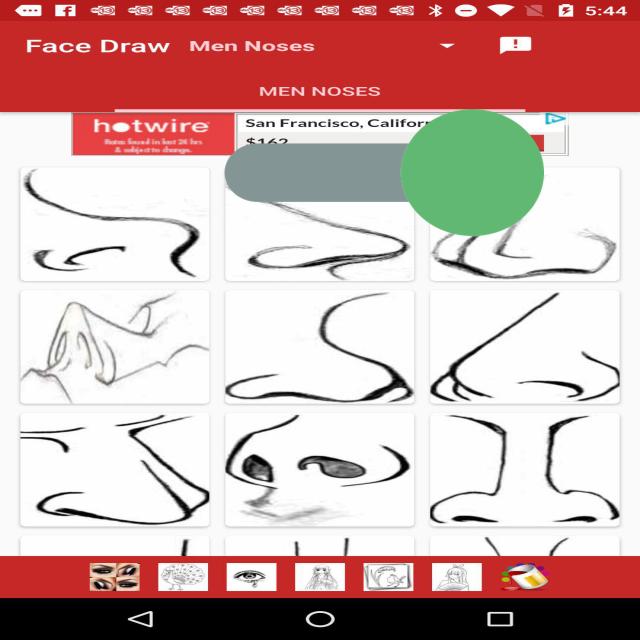 5:44
Face Draw Men Noses
MEN NOSES
hotwire
Rates found in last 24 hrs
& subject to change.
San Francisco, Califor
$162